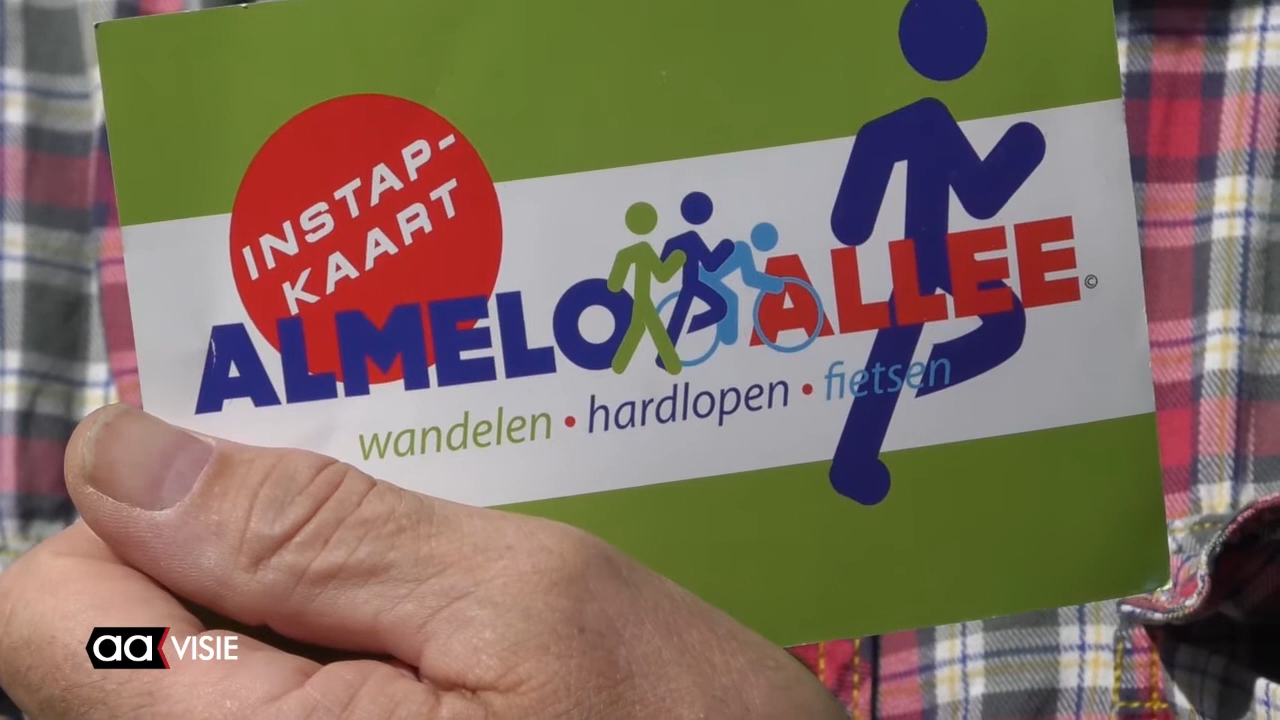 INSTAP-
KAART
ALMELO ALLEE ©
wandelen • hardlopen • fietsen
aa VISIE